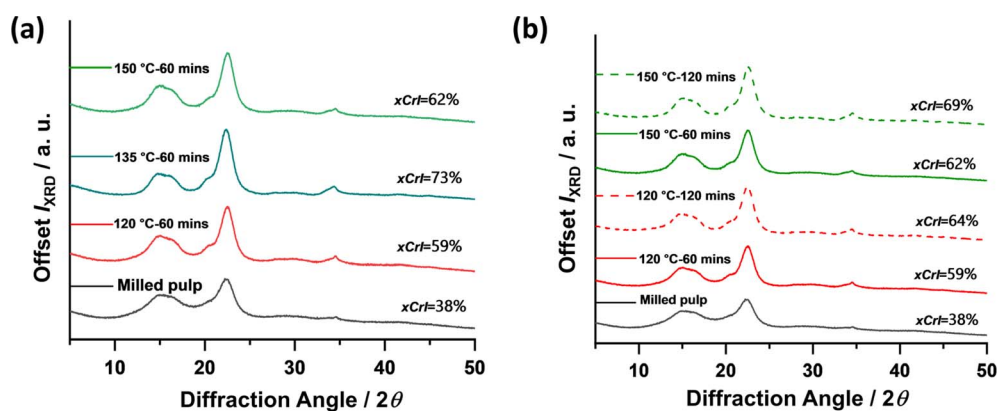 (a)
Offset IXRD / a. u.
150 °C-60 mins
xCrI=62%
135 °C-60 mins
xCrI=73%
120 °C-60 mins
xCrI=59%
Milled pulp
xCrI=38%
10 20 30 40 50
Diffraction Angle / 2θ
(b)
Offset IXRD / a. u.
150 °C-120 mins
xCrI=69%
150 °C-60 mins
xCrI=62%
120 °C-120 mins
xCrI=64%
120 °C-60 mins
xCrI=59%
Milled pulp
xCrI=38%
10 20 30 40 50
Diffraction Angle / 2θ